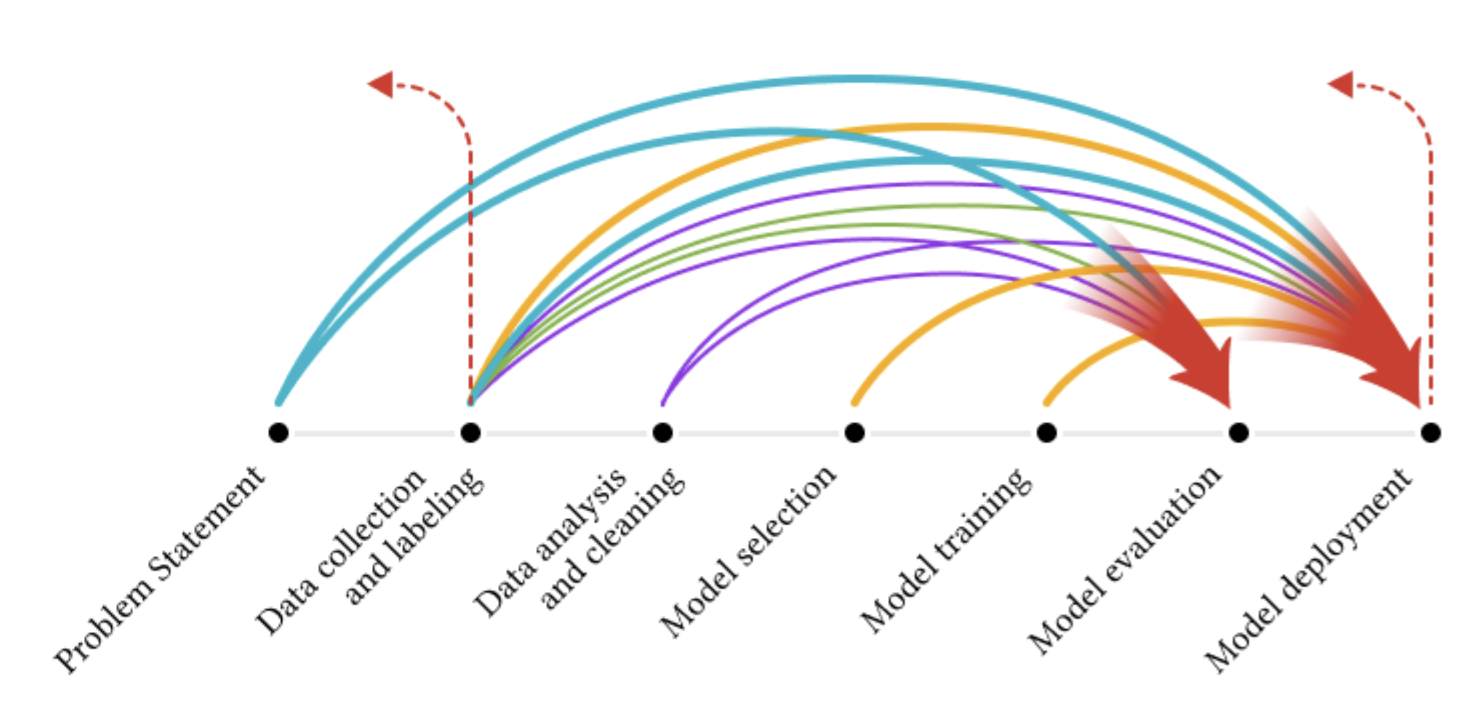 Problem Statement
Data collection
and labeling
Data analysis
and cleaning
Model selection
Model training
Model evaluation
Model deployment